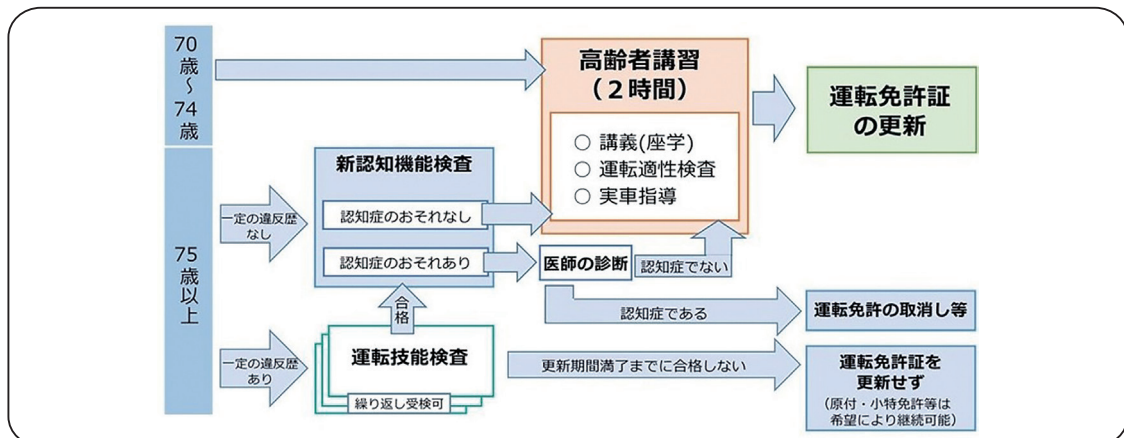 70歳～74歳
高齢者講習
（２時間）
○ 講義(座学)
○ 運転適性検査
○ 実車指導
運転免許証
の更新
75歳以上
一定の違反歴
なし
新認知機能検査
認知症のおそれなし
認知症のおそれあり
医師の診断
認知症でない
認知症である
運転免許の取消し等
合格
一定の違反歴
あり
運転技能検査
繰り返し受検可
更新期間満了までに合格しない
運転免許証を
更新せず
（原付・小特免許等は
希望により継続可能）